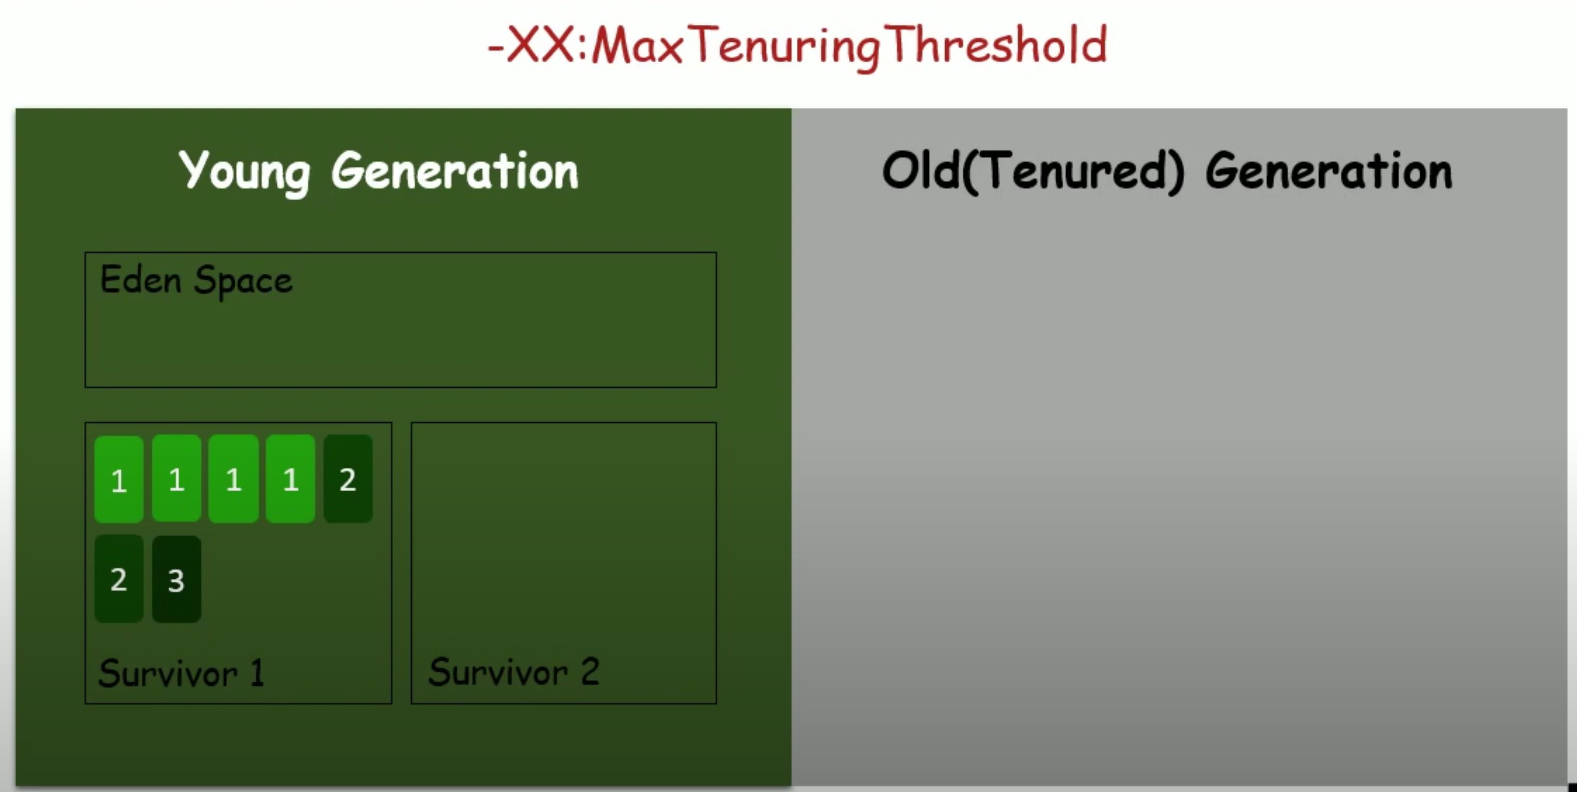 -XX:MaxTenuringThreshold
Young Generation
Old(Tenured) Generation
Eden Space
1 1 1 1 2
2 3
Survivor 1
Survivor 2